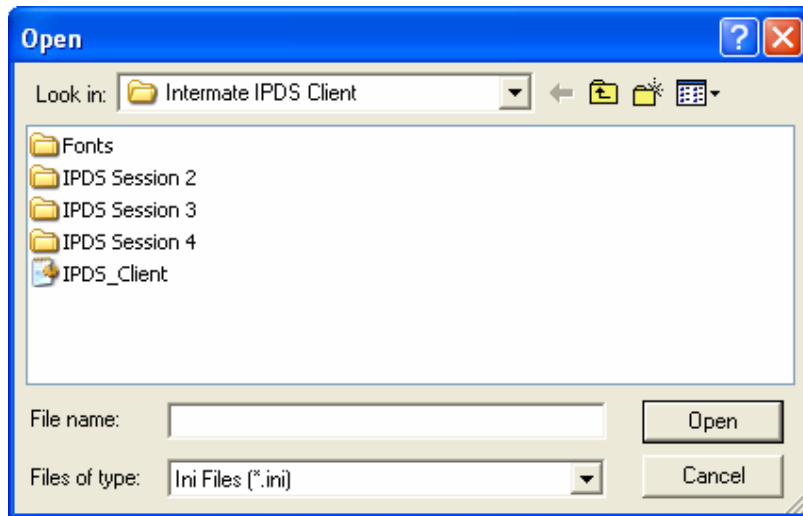 Open
Look in: Intermate IPDS Client
Fonts
IPDS Session 2
IPDS Session 3
IPDS Session 4
IPDS_Client
File name: Open
Files of type: Ini Files (*.ini) Cancel